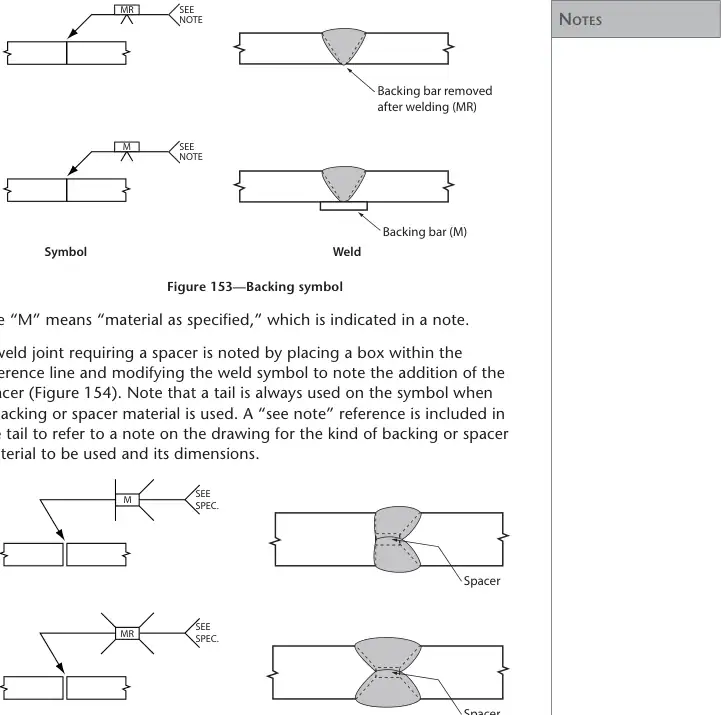 NOTES
MR
SEE
NOTE
Backing bar removed
after welding (MR)
M
SEE
NOTE
Backing bar (M)
Symbol
Weld
Figure 153—Backing symbol
e “M” means “material as specified,” which is indicated in a note.
weld joint requiring a spacer is noted by placing a box within the
erence line and modifying the weld symbol to note the addition of the
acer (Figure 154). Note that a tail is always used on the symbol when
acking or spacer material is used. A “see note” reference is included in
e tail to refer to a note on the drawing for the kind of backing or spacer
aterial to be used and its dimensions.
M
SEE
SPEC.
Spacer
MR
SEE
SPEC.
Spacer